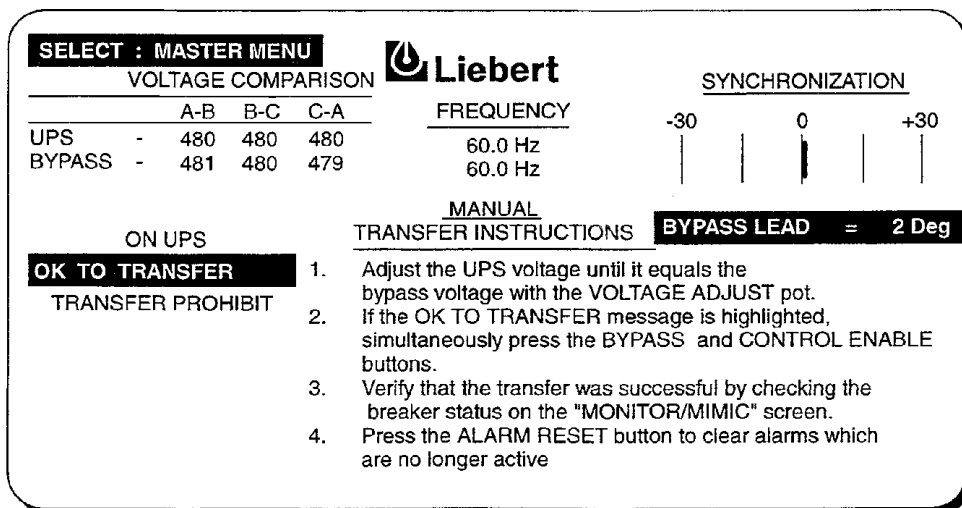 SELECT : MASTER MENU
Liebert
VOLTAGE COMPARISON
A-B B-C C-A
UPS - 480 480 480
BYPASS - 481 480 479
FREQUENCY
60.0 Hz
60.0 Hz
SYNCHRONIZATION
-30 0 +30
BYPASS LEAD = 2 Deg
ON UPS
OK TO TRANSFER
TRANSFER PROHIBIT
MANUAL
TRANSFER INSTRUCTIONS
1. Adjust the UPS voltage until it equals the
bypass voltage with the VOLTAGE ADJUST pot.
2. If the OK TO TRANSFER message is highlighted,
simultaneously press the BYPASS and CONTROL ENABLE
buttons.
3. Verify that the transfer was successful by checking the
breaker status on the "MONITOR/MIMIC" screen.
4. Press the ALARM RESET button to clear alarms which
are no longer active